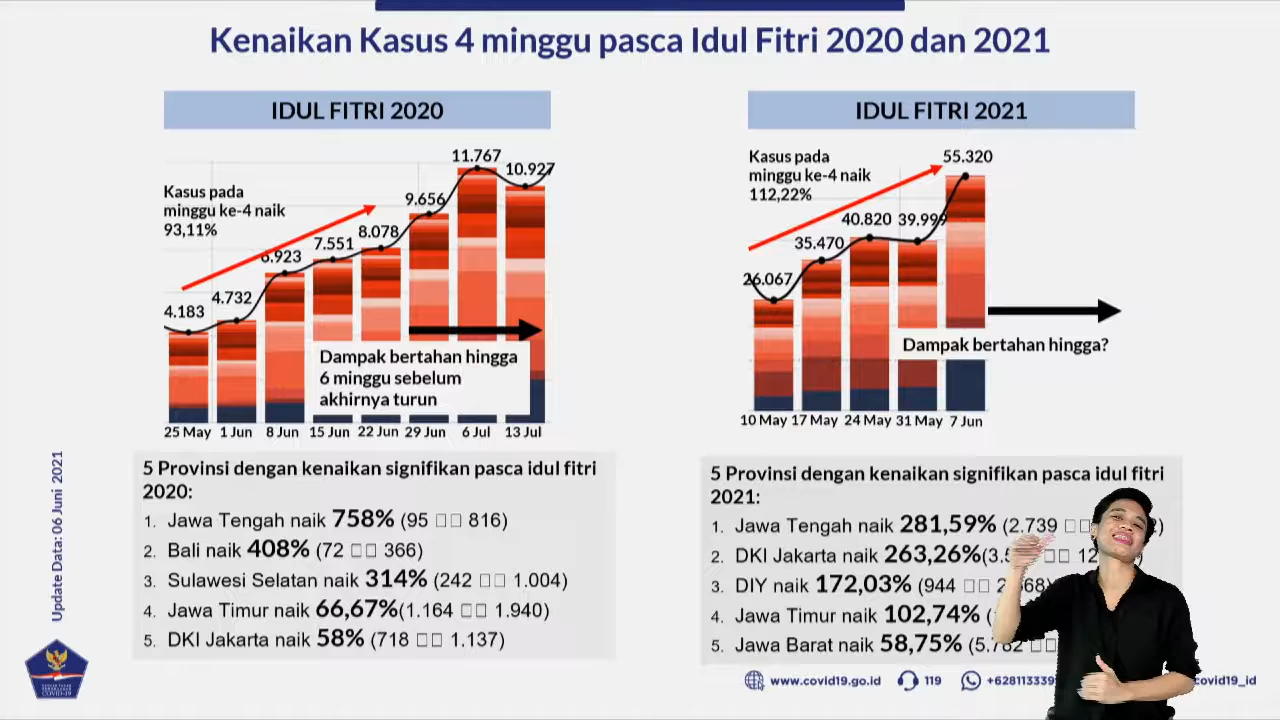 Kenaikan Kasus 4 minggu pasca Idul Fitri 2020 dan 2021
IDUL FITRI 2020
Kasus pada
minggu ke-4 naik
93,11%
4.183
4.732
6.923
7.551
8.078
9.656
11.767
10.927
Dampak bertahan hingga
6 minggu sebelum
akhirnya turun
25 May 1 Jun 8 Jun 15 Jun 22 Jun 29 Jun 6 Jul 13 Jul
5 Provinsi dengan kenaikan signifikan pasca idul fitri
2020:
1. Jawa Tengah naik 758% (95 □□ 816)
2. Bali naik 408% (72 □□ 366)
3. Sulawesi Selatan naik 314% (242 □□ 1.004)
4. Jawa Timur naik 66,67%(1.164 □□ 1.940)
5. DKI Jakarta naik 58% (718 □□ 1.137)
IDUL FITRI 2021
Kasus pada
minggu ke-4 naik
112,22%
26.067
35.470
40.820
39.999
55.320
Dampak bertahan hingga?
10 May 17 May 24 May 31 May 7 Jun
5 Provinsi dengan kenaikan signifikan pasca idul fitri
2021:
1. Jawa Tengah naik 281,59% (2.739 □□
2. DKI Jakarta naik 263,26%
3. DIY naik 172,03% (944 □□
4. Jawa Timur naik 102,74% (
5. Jawa Barat naik 58,75% (5.782 □□
Update Data: 06 Juni 2021
COVID-19
www.covid19.go.id 119 covid19_id